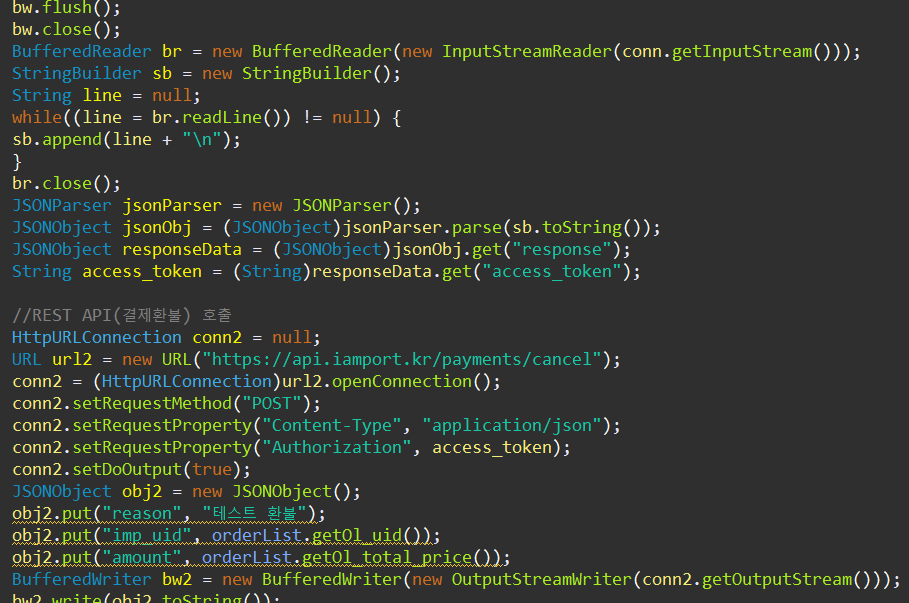 bw.flush();
bw.close();
BufferedReader br = new BufferedReader(new InputStreamReader(conn.getInputStream()));
StringBuilder sb = new StringBuilder();
String line = null;
while((line = br.readLine()) != null) {
sb.append(line + "\n");
}
br.close();
JSONParser jsonParser = new JSONParser();
JSONObject jsonObj = (JSONObject)jsonParser.parse(sb.toString());
JSONObject responseData = (JSONObject)jsonObj.get("response");
String access_token = (String)responseData.get("access_token");
//REST API(결제환불) 호출
HttpURLConnection conn2 = null;
URL url2 = new URL("https://api.iamport.kr/payments/cancel");
conn2 = (HttpURLConnection)url2.openConnection();
conn2.setRequestMethod("POST");
conn2.setRequestProperty("Content-Type", "application/json");
conn2.setRequestProperty("Authorization", access_token);
conn2.setDoOutput(true);
JSONObject obj2 = new JSONObject();
obj2.put("reason", "테스트 환불");
obj2.put("imp_uid", orderList.getOl_uid());
obj2.put("amount", orderList.getOl_total_price());
BufferedWriter bw2 = new BufferedWriter(new OutputStreamWriter(conn2.getOutputStream()));
bw2.write(obj2.toString());